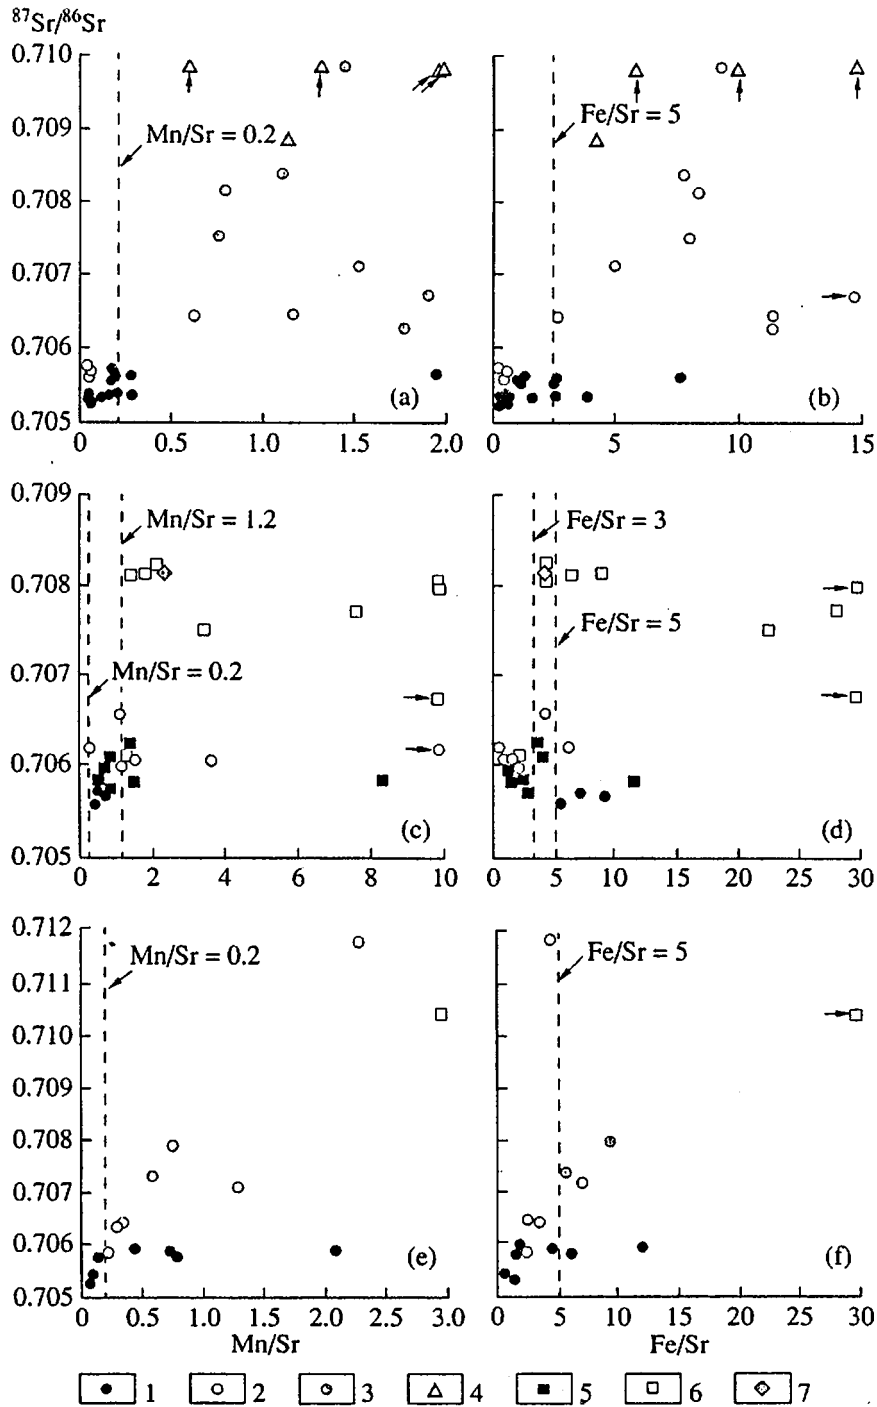 87Sr/86Sr
0.710
0.709
0.708
0.707
0.706
0.705
Mn/Sr = 0.2
Fe/Sr = 5
(a)
(b)
0 0.5 1.0 1.5 2.0
0 5 10 15
0.709
0.708
0.707
0.706
0.705
Mn/Sr = 1.2
Mn/Sr = 0.2
Fe/Sr = 3
Fe/Sr = 5
(c)
(d)
0 2 4 6 8 10
0 5 10 15 20 25 30
0.712
0.711
0.710
0.709
0.708
0.707
0.706
0.705
Mn/Sr = 0.2
Fe/Sr = 5
(e)
(f)
0 0.5 1.0 1.5 2.0 2.5 3.0
0 5 10 15 20 25 30
Mn/Sr
Fe/Sr
1 2 3 4 5 6 7